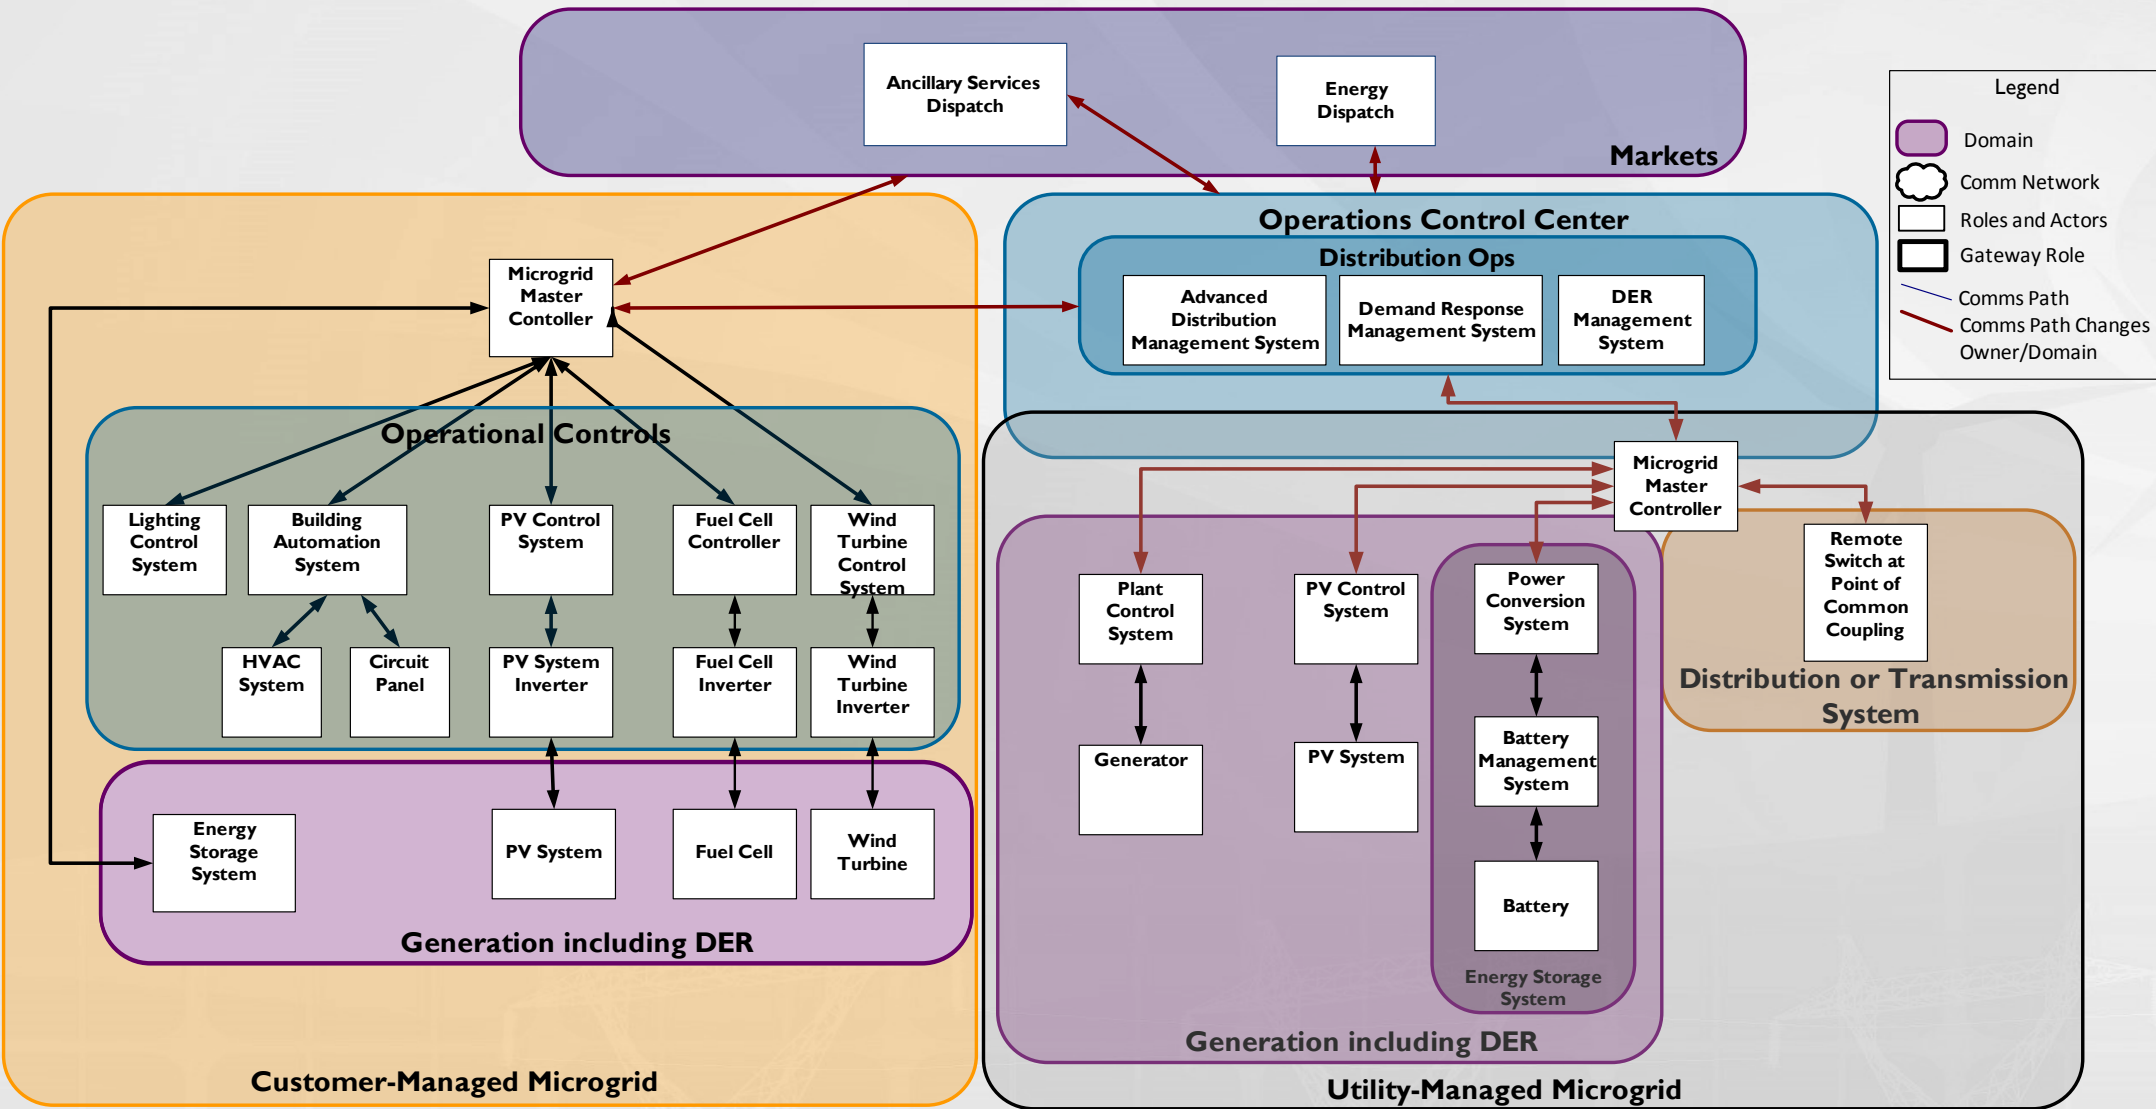 Ancillary Services
Dispatch
Energy
Dispatch
Markets
Legend
Domain
Comm Network
Roles and Actors
Gateway Role
Comms Path
Comms Path Changes
Owner/Domain
Operations Control Center
Distribution Ops
Advanced
Distribution
Management System
Demand Response
Management System
DER
Management
System
Microgrid
Master
Contoller
Operational Controls
Lighting
Control
System
Building
Automation
System
PV Control
System
Fuel Cell
Controller
Wind
Turbine
Control
System
HVAC
System
Circuit
Panel
PV System
Inverter
Fuel Cell
Inverter
Wind
Turbine
Inverter
Energy
Storage
System
PV System
Fuel Cell
Wind
Turbine
Generation including DER
Customer-Managed Microgrid
Microgrid
Master
Controller
Plant
Control
System
PV Control
System
Power
Conversion
System
Remote
Switch at
Point of
Common
Coupling
Distribution or Transmission
System
Generator
PV System
Battery
Management
System
Battery
Energy Storage
System
Generation including DER
Utility-Managed Microgrid